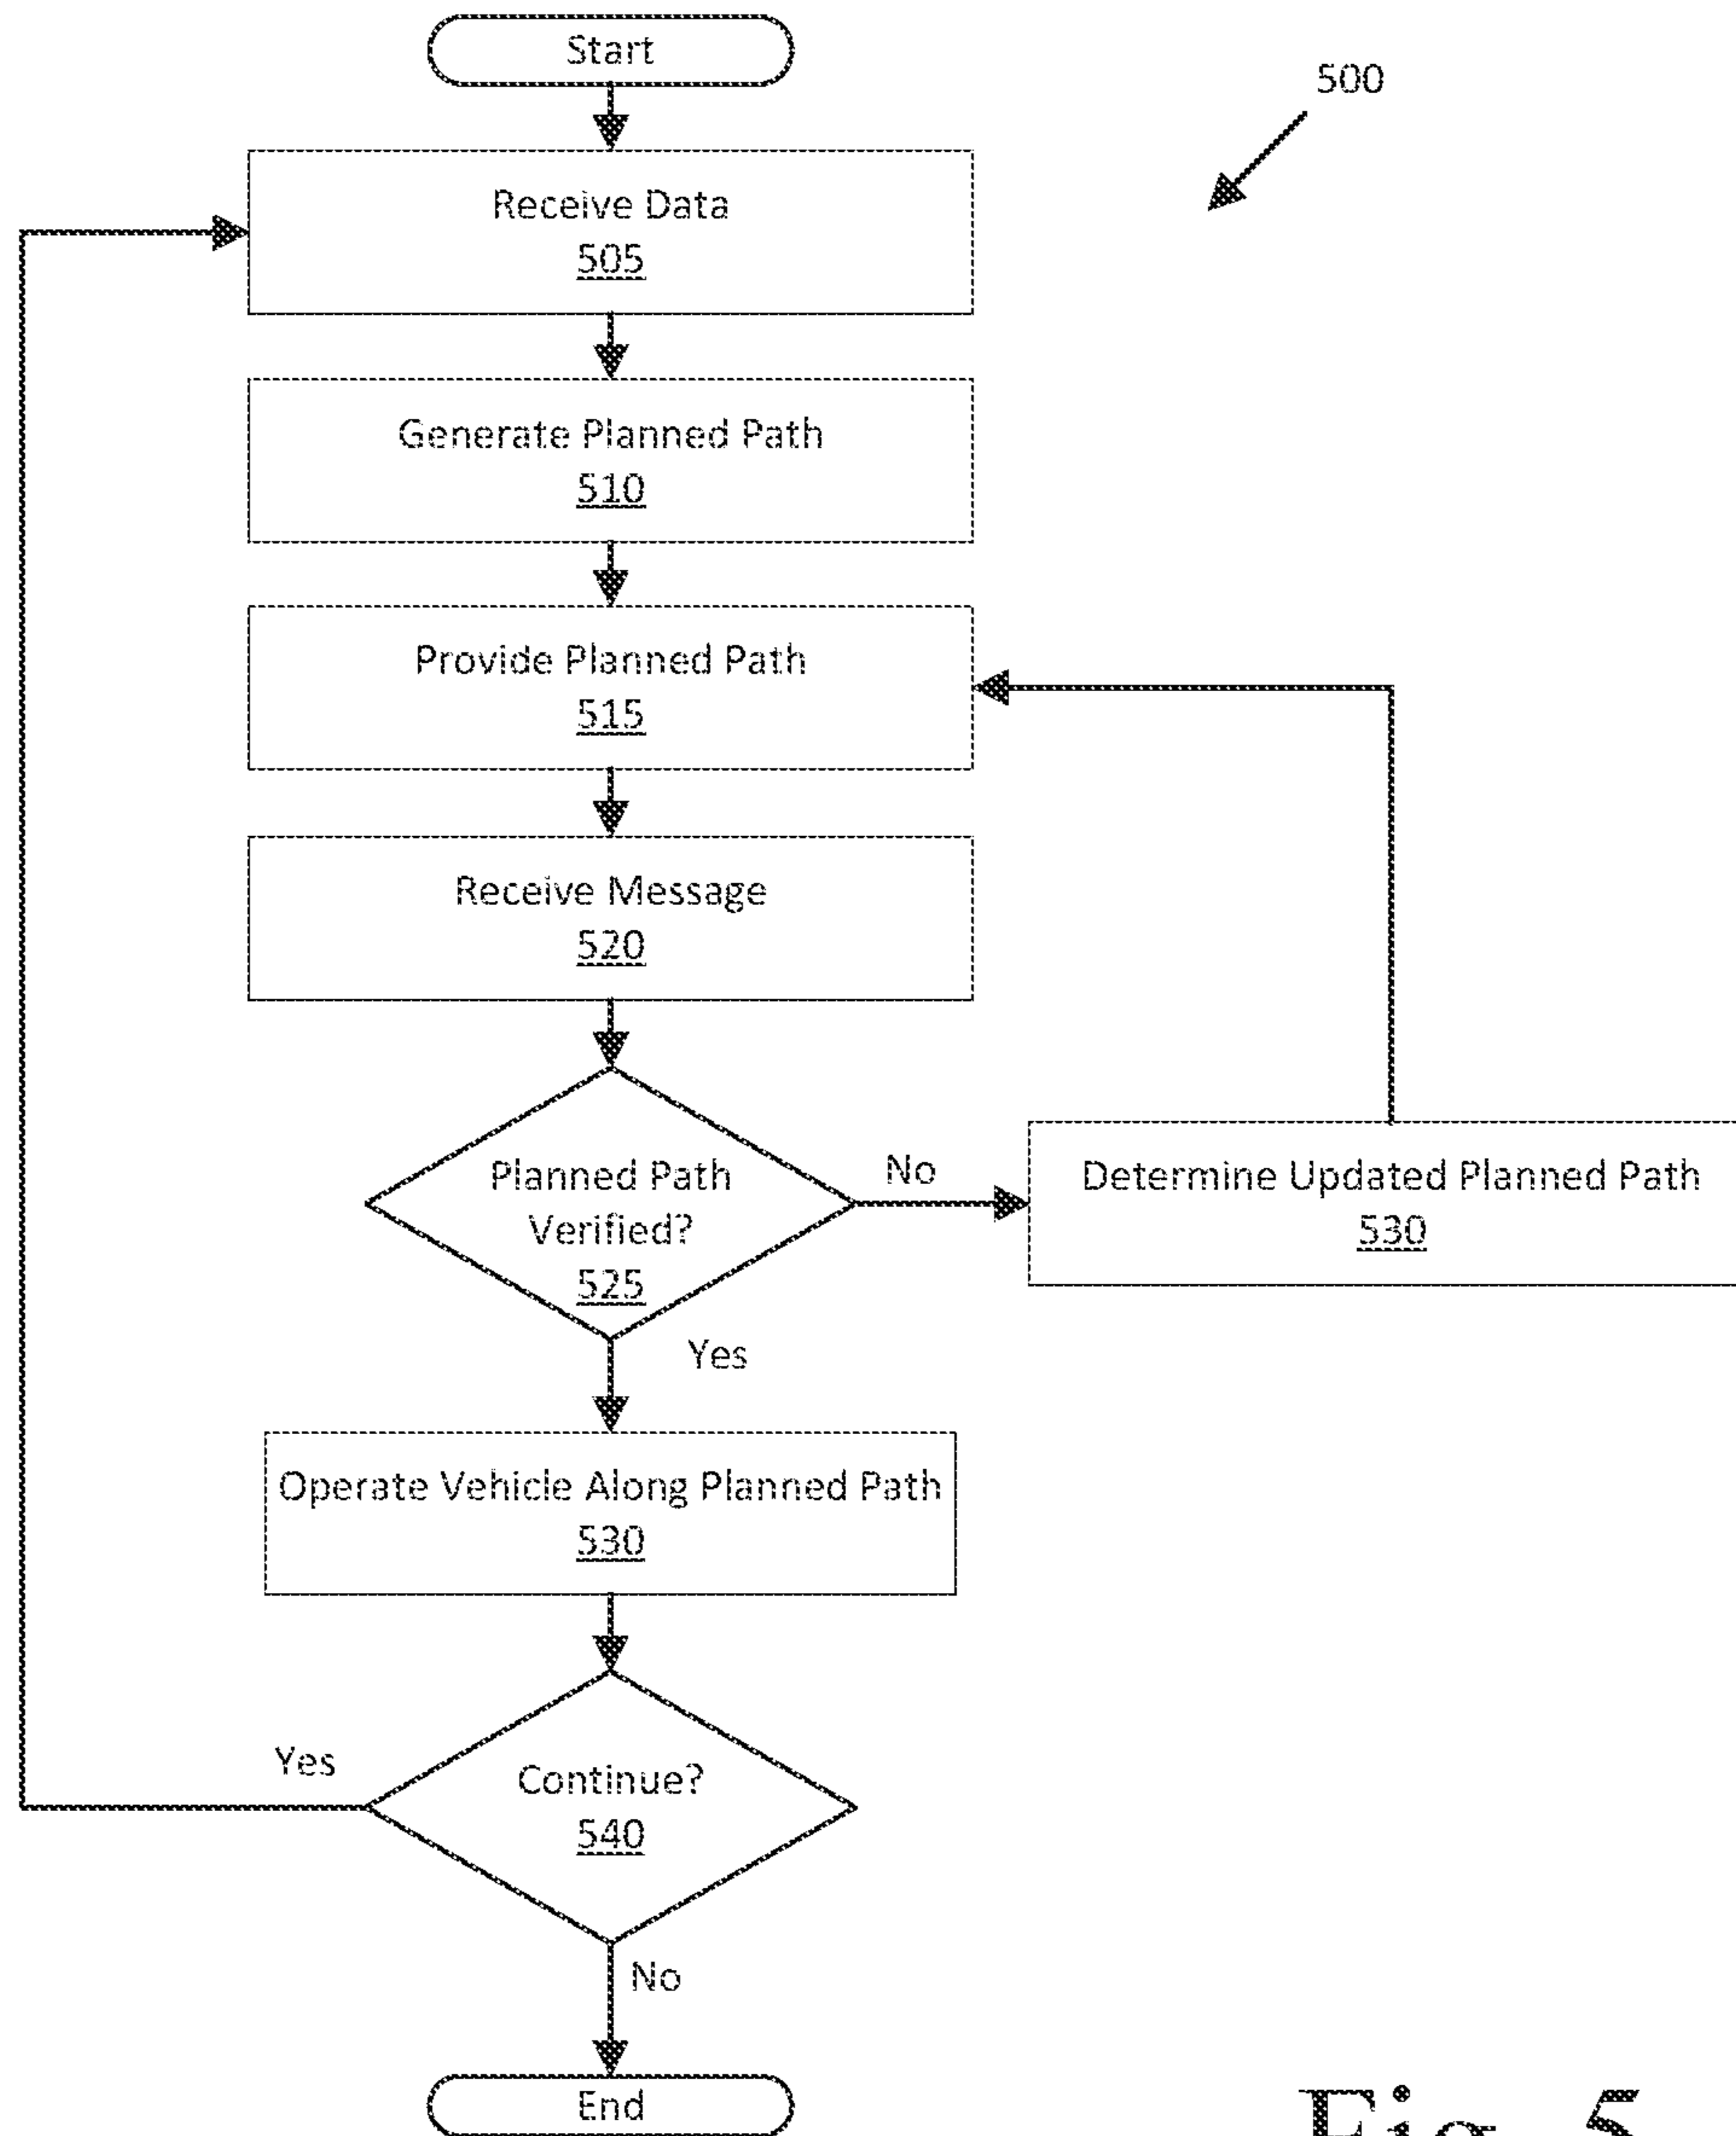 Start
500
Receive Data
505
Generate Planned Path
510
Provide Planned Path
515
Receive Message
520
Planned Path
Verified?
525
No
Determine Updated Planned Path
530
Yes
Operate Vehicle Along Planned Path
530
Yes
Continue?
540
No
End
Fig. 5